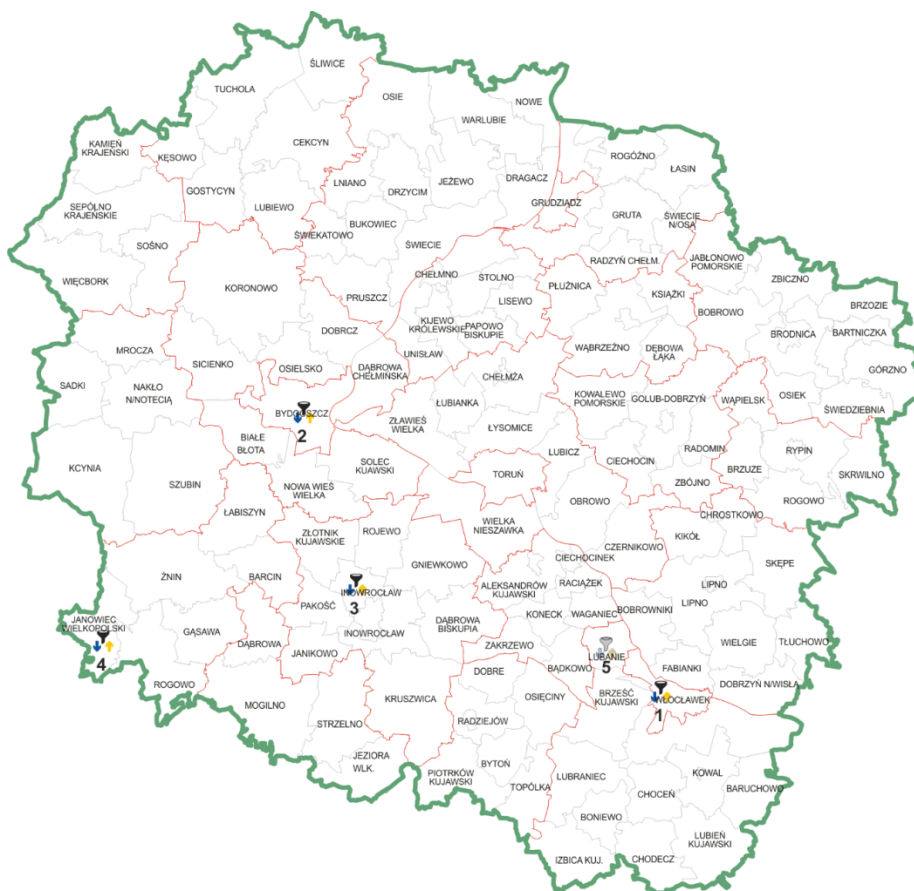 ŚLIWICE
TUCHOLA
OSIE
NOWE
WARLUBIE
KAMIEŃ
KRAJEŃSKI
CEKCYN
KĘSOWO
ROGÓŹNO
ŁASIN
LNIANO
JEŻEWO
DRAGACZ
GOSTYCYN
DRZYCIM
LUBIEWO
GRUDZIĄDZ
SEPÓLNO
KRAJEŃSKIE
GRUTA
ŚWIECIE
N/OSĄ
BUKOWIEC
ŚWIEKATOWO
SOŚNO
ŚWIECIE
RADZYŃ CHEŁM.
JABŁONOWO
POMORSKIE
WIĘCBORK
CHEŁMNO
STOLNO
PŁUŻNICA
ZBICZNO
KORONOWO
PRUSZCZ
LISEWO
KSIĄŻKI
BOBROWO
BRZOZIE
KIJEWO
KRÓLEWSKIE
PAPOWO
BISKUPIE
DOBRCZ
BRODNICA
BARTNICZKA
MROCZA
UNISŁAW
WĄBRZEŹNO
DĘBOWA
ŁĄKA
SICIENKO
OSIELSKO
DĄBROWA
CHEŁMIŃSKA
CHEŁMŻA
GÓRZNO
SADKI
NAKŁO
N/NOTECIĄ
ŁUBIANKA
KOWALEWO
POMORSKIE
GOLUB-DOBRZYŃ
WĄPIELSK
OSIEK
ŚWIEDZIEBNIA
BYDGOSZCZ
2
ZŁAWIEŚ
WIELKA
ŁYSOMICE
BIAŁE
BŁOTA
LUBICZ
RADOMIN
RYPIN
KCYNIA
SOLEC
KUJAWSKI
CIECHOCIN
BRZUZE
SKRWILNO
SZUBIN
NOWA WIEŚ
WIELKA
TORUŃ
ZBÓJNO
OBROWO
ROGOWO
ŁABISZYN
CHROSTKOWO
ZŁOTNIK
KUJAWSKIE
ROJEWO
WIELKA
NIESZAWKA
KIKÓŁ
CZERNIKOWO
CIECHOCINEK
SKĘPE
GNIEWKOWO
ŻNIN
BARCIN
ALEKSANDRÓW
KUJAWSKI
RACIĄŻEK
LIPNO
INOWROCŁAW
3
PAKOŚĆ
LIPNO
BOBROWNIKI
KONECK
WAGANIEC
JANOWIEC
WIELKOPOLSKI
4
GĄSAWA
DĄBROWA
INOWROCŁAW
DĄBROWA
BISKUPIA
ZAKRZEWO
WIELGIE
TŁUCHOWO
JANIKOWO
LUBANIE
5
BĄDKOWO
FABIANKI
DOBRE
ROGOWO
DOBRZYŃ N/WISŁĄ
MOGILNO
KRUSZWICA
OSIĘCINY
BRZEŚĆ
KUJAWSKI
WŁOCŁAWEK
1
STRZELNO
RADZIEJÓW
JEZIORA
WLK.
BYTOŃ
PIOTRKÓW
KUJAWSKI
TOPÓLKA
LUBRANIEC
KOWAL
BARUCHOWO
CHOCEŃ
BONIEWO
LUBIEŃ
KUJAWSKI
IZBICA KUJ.
CHODECZ